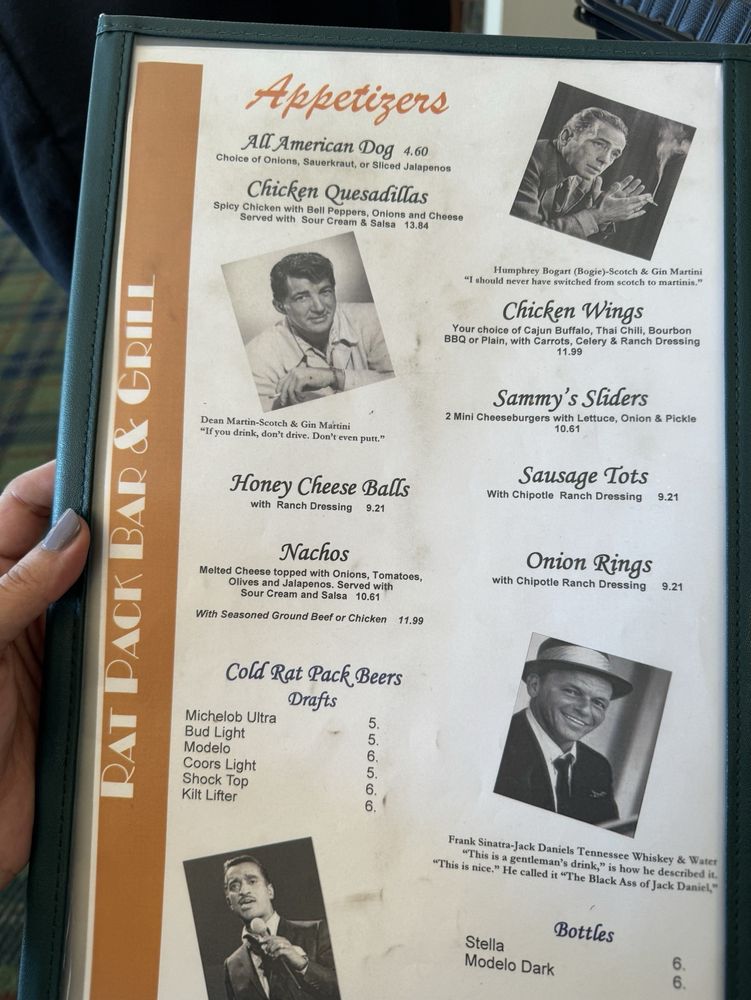 RAT PACK BAR & GRILL
Appetizers
All American Dog 4.60
Choice of Onions, Sauerkraut, or Sliced Jalapenos
Chicken Quesadillas
Spicy Chicken with Bell Peppers, Onions and Cheese
Served with Sour Cream & Salsa 13.84
Dean Martin-Scotch & Gin Martini
“If you drink, don’t drive. Don’t even putt.”
Honey Cheese Balls
with Ranch Dressing 9.21
Nachos
Melted Cheese topped with Onions, Tomatoes,
Olives and Jalapenos. Served with
Sour Cream and Salsa 10.61
With Seasoned Ground Beef or Chicken 11.99
Cold Rat Pack Beers
Drafts
Michelob Ultra 5.
Bud Light 5.
Modelo 6.
Coors Light 5.
Shock Top 6.
Kilt Lifter 6.
Humphrey Bogart (Bogie)-Scotch & Gin Martini
“I should never have switched from scotch to martinis.”
Chicken Wings
Your choice of Cajun Buffalo, Thai Chili, Bourbon
BBQ or Plain, with Carrots, Celery & Ranch Dressing
11.99
Sammy’s Sliders
2 Mini Cheeseburgers with Lettuce, Onion & Pickle
10.61
Sausage Tots
With Chipotle Ranch Dressing 9.21
Onion Rings
with Chipotle Ranch Dressing 9.21
Frank Sinatra-Jack Daniels Tennessee Whiskey & Water
“This is a gentleman’s drink,” is how he described it.
“This is nice.” He called it “The Black Ass of Jack Daniel,”
Bottles
Stella 6.
Modelo Dark 6.